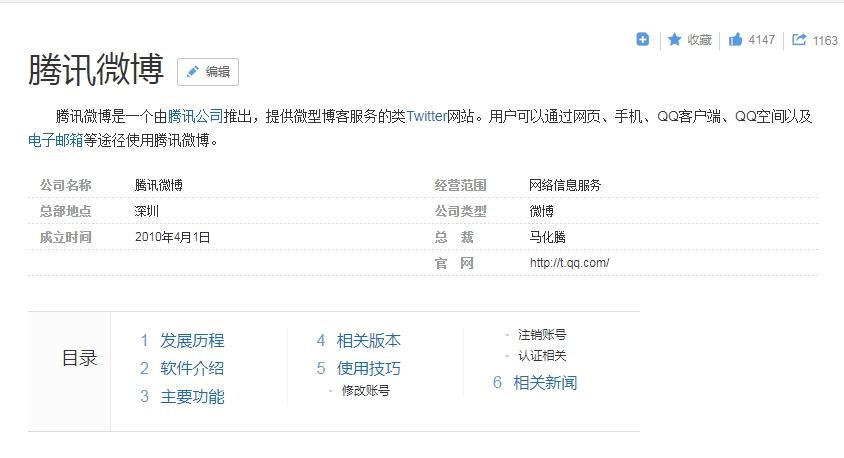 收藏 4147 1163
腾讯微博 编辑
腾讯微博是一个由腾讯公司推出，提供微型博客服务的类Twitter网站。用户可以通过网页、手机、QQ客户端、QQ空间以及
电子邮箱等途径使用腾讯微博。
公司名称 腾讯微博 经营范围 网络信息服务
总部地点 深圳 公司类型 微博
成立时间 2010年4月1日 总 裁 马化腾
官 网 http://t.qq.com/
目录
1 发展历程
2 软件介绍
3 主要功能
4 相关版本
5 使用技巧
- 修改账号
- 注销账号
- 认证相关
6 相关新闻